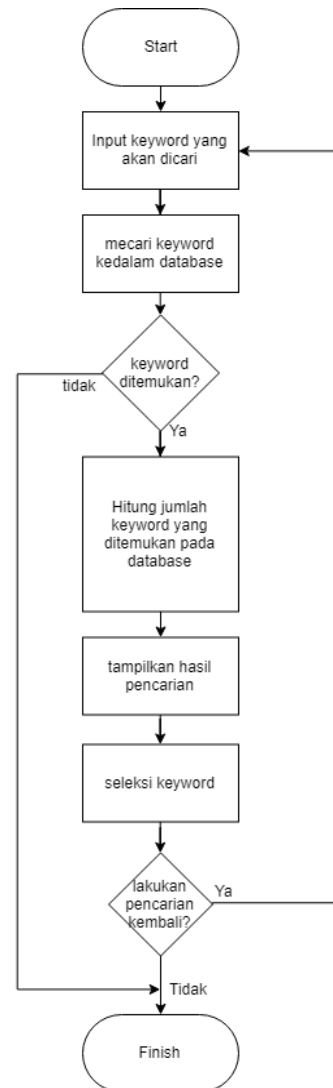 Start
Input keyword yang
akan dicari
mecari keyword
kedalam database
keyword
ditemukan?
tidak
Ya
Hitung jumlah
keyword yang
ditemukan pada
database
tampilkan hasil
pencarian
seleksi keyword
lakukan
pencarian
kembali?
Ya
Tidak
Finish